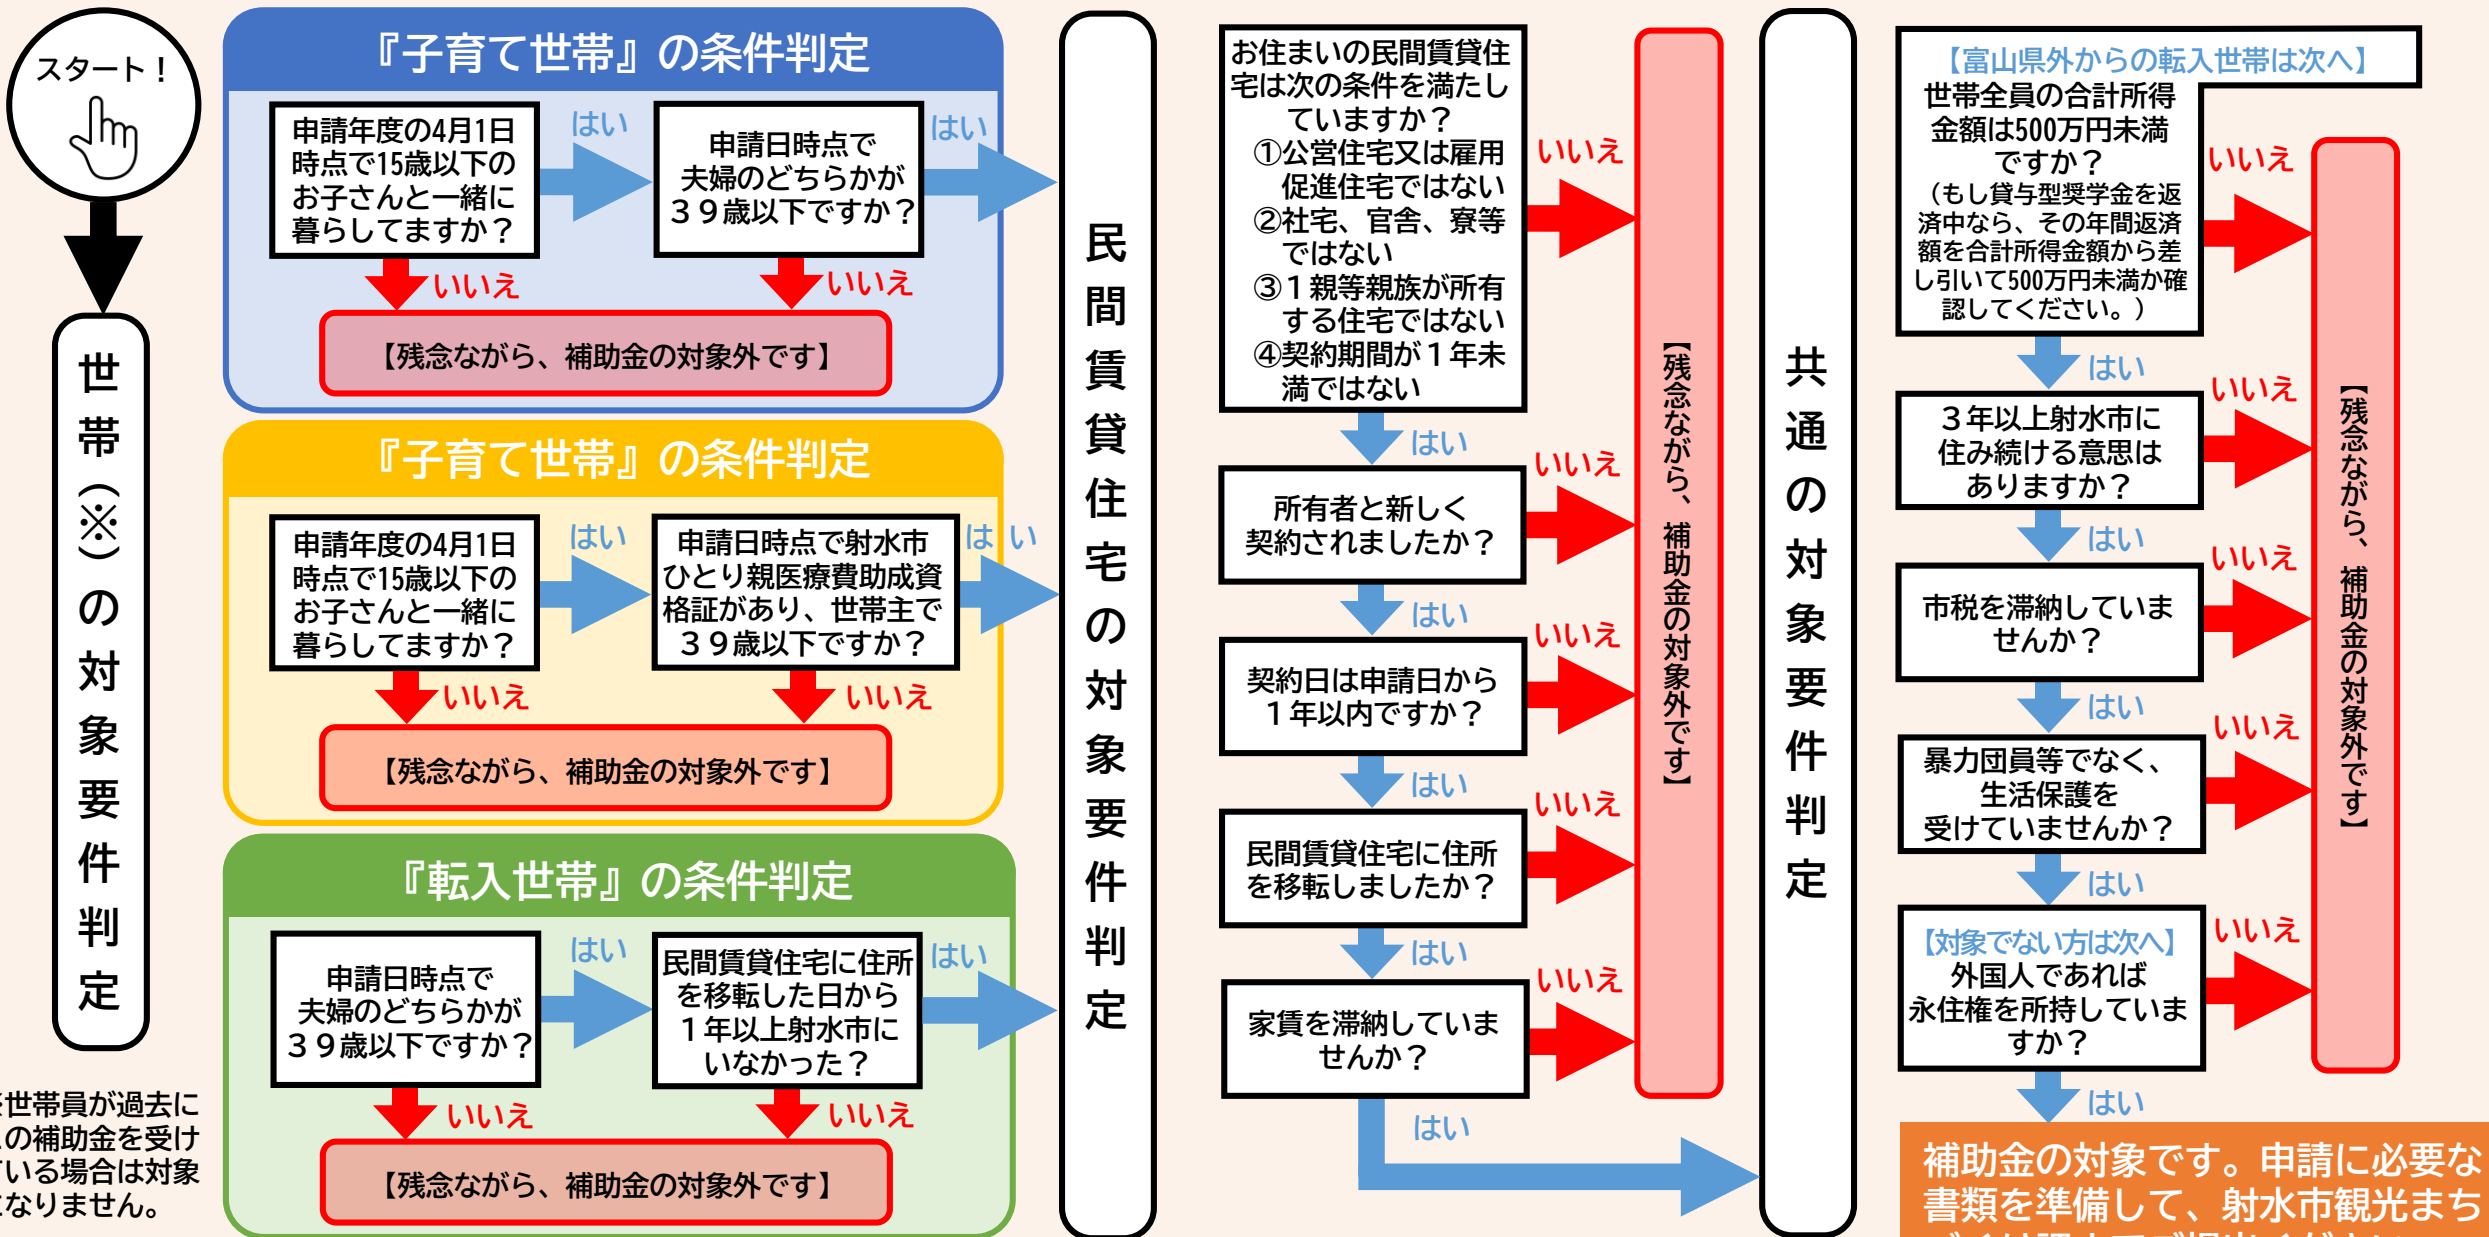 スタート！
世帯（※）の対象要件判定
世帯員が過去に
の補助金を受け
いる場合は対象
なりません。
『子育て世帯』の条件判定
申請年度の4月1日
時点で15歳以下の
お子さんと一緒に
暮らしてますか？
はい
いいえ
申請日時点で
夫婦のどちらかが
３９歳以下ですか？
はい
いいえ
【残念ながら、補助金の対象外です】
『子育て世帯』の条件判定
申請年度の4月1日
時点で15歳以下の
お子さんと一緒に
暮らしてますか？
はい
いいえ
申請日時点で射水市
ひとり親医療費助成資
格証があり、世帯主で
３９歳以下ですか？
はい
いいえ
【残念ながら、補助金の対象外です】
『転入世帯』の条件判定
申請日時点で
夫婦のどちらかが
３９歳以下ですか？
はい
いいえ
民間賃貸住宅に住所
を移転した日から
１年以上射水市に
いなかった？
はい
いいえ
【残念ながら、補助金の対象外です】
民間賃貸住宅の対象要件判定
お住まいの民間賃貸住
宅は次の条件を満たし
ていますか？
①公営住宅又は雇用
促進住宅ではない
②社宅、官舎、寮等
ではない
③１親等親族が所有
する住宅ではない
④契約期間が１年未
満ではない
いいえ
はい
所有者と新しく
契約されましたか？
いいえ
はい
契約日は申請日から
１年以内ですか？
いいえ
はい
民間賃貸住宅に住所
を移転しましたか？
いいえ
はい
家賃を滞納していま
せんか？
いいえ
はい
【残念ながら、補助金の対象外です】
共通の対象要件判定
【富山県外からの転入世帯は次へ】
世帯全員の合計所得
金額は500万円未満
ですか？
（もし貸与型奨学金を返
済中なら、その年間返済
額を合計所得金額から差
し引いて500万円未満か確
認してください。）
いいえ
はい
３年以上射水市に
住み続ける意思は
ありますか？
いいえ
はい
市税を滞納していま
せんか？
いいえ
はい
暴力団員等でなく、
生活保護を
受けていませんか？
いいえ
はい
【対象でない方は次へ】
外国人であれば
永住権を所持していま
すか？
いいえ
はい
【残念ながら、補助金の対象外です】
補助金の対象です。申請に必要な
書類を準備して、射水市観光まち